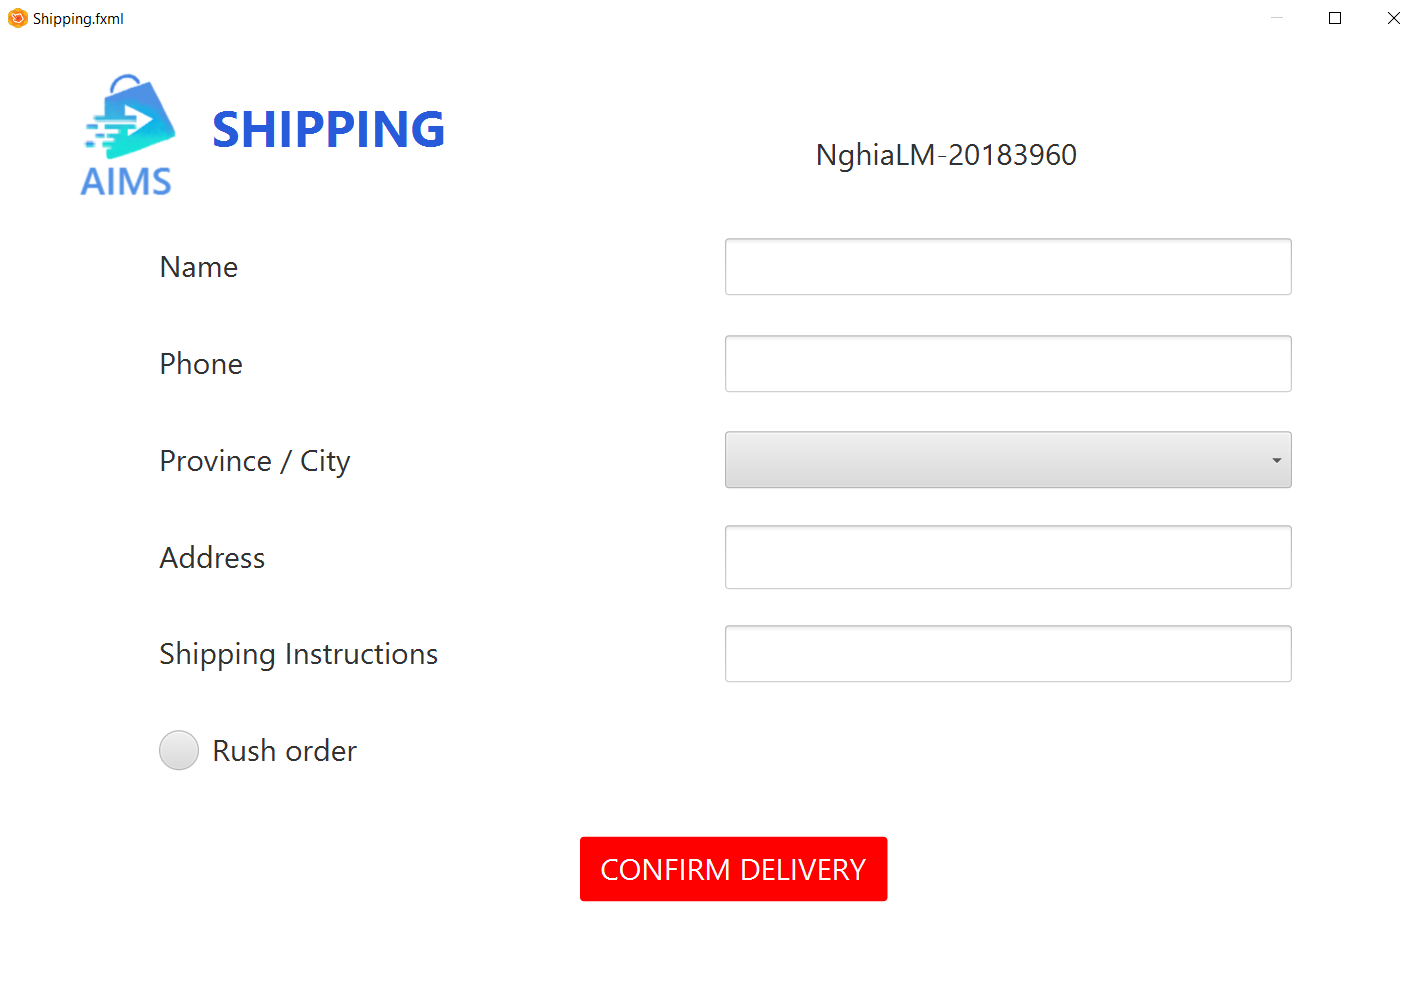 Shipping.fxml
AIMS
SHIPPING
NghiaLM-20183960
Name
Phone
Province / City
Address
Shipping Instructions
Rush order
CONFIRM DELIVERY